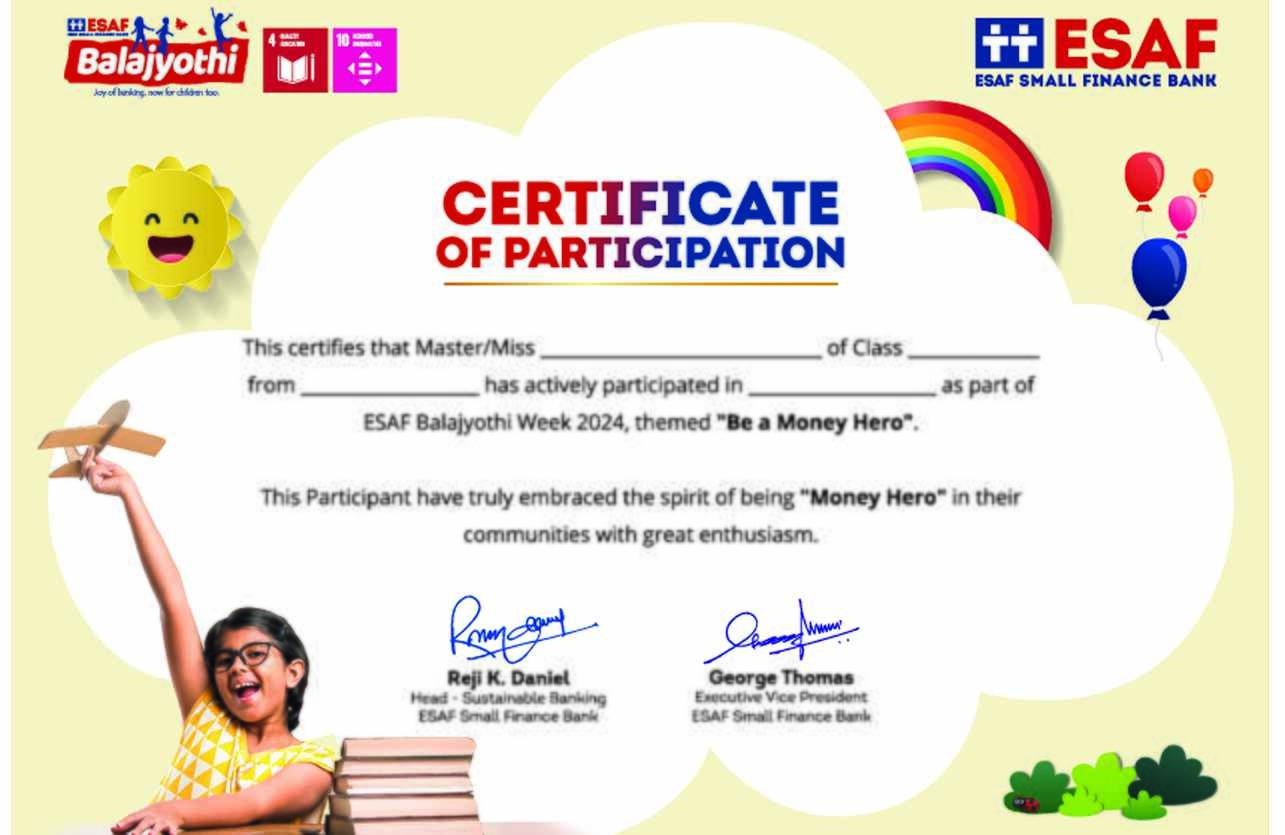 ESAF
Balajyothi
Joy of banking, now for children too.
4 QUALITY
EDUCATION
10 REDUCED
INEQUALITIES
ESAF
ESAF SMALL FINANCE BANK
CERTIFICATE
OF PARTICIPATION
This certifies that Master/Miss ____________________ of Class __________
from ______________ has actively participated in ______________ as part of
ESAF Balajyothi Week 2024, themed "Be a Money Hero".
This Participant have truly embraced the spirit of being "Money Hero" in their
communities with great enthusiasm.
Reji K. Daniel
Head - Sustainable Banking
ESAF Small Finance Bank
George Thomas
Executive Vice President
ESAF Small Finance Bank